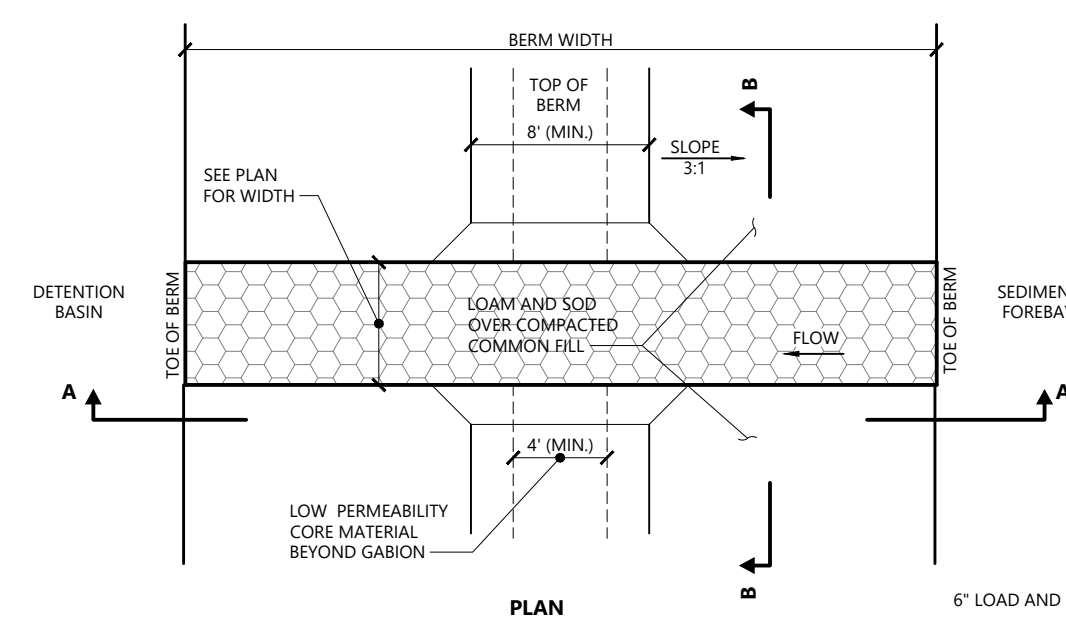 BERM WIDTH
TOP OF
BERM
8' (MIN.)
B
SLOPE
3:1
SEE PLAN
FOR WIDTH
DETENTION
BASIN
TOE OF BERM
LOAM AND SOD
OVER COMPACTED
COMMON FILL
FLOW
TOE OF BERM
SEDIMEN
FOREBAY
A
A
4' (MIN.)
LOW PERMEABILITY
CORE MATERIAL
BEYOND GABION
B
PLAN
6" LOAD AND